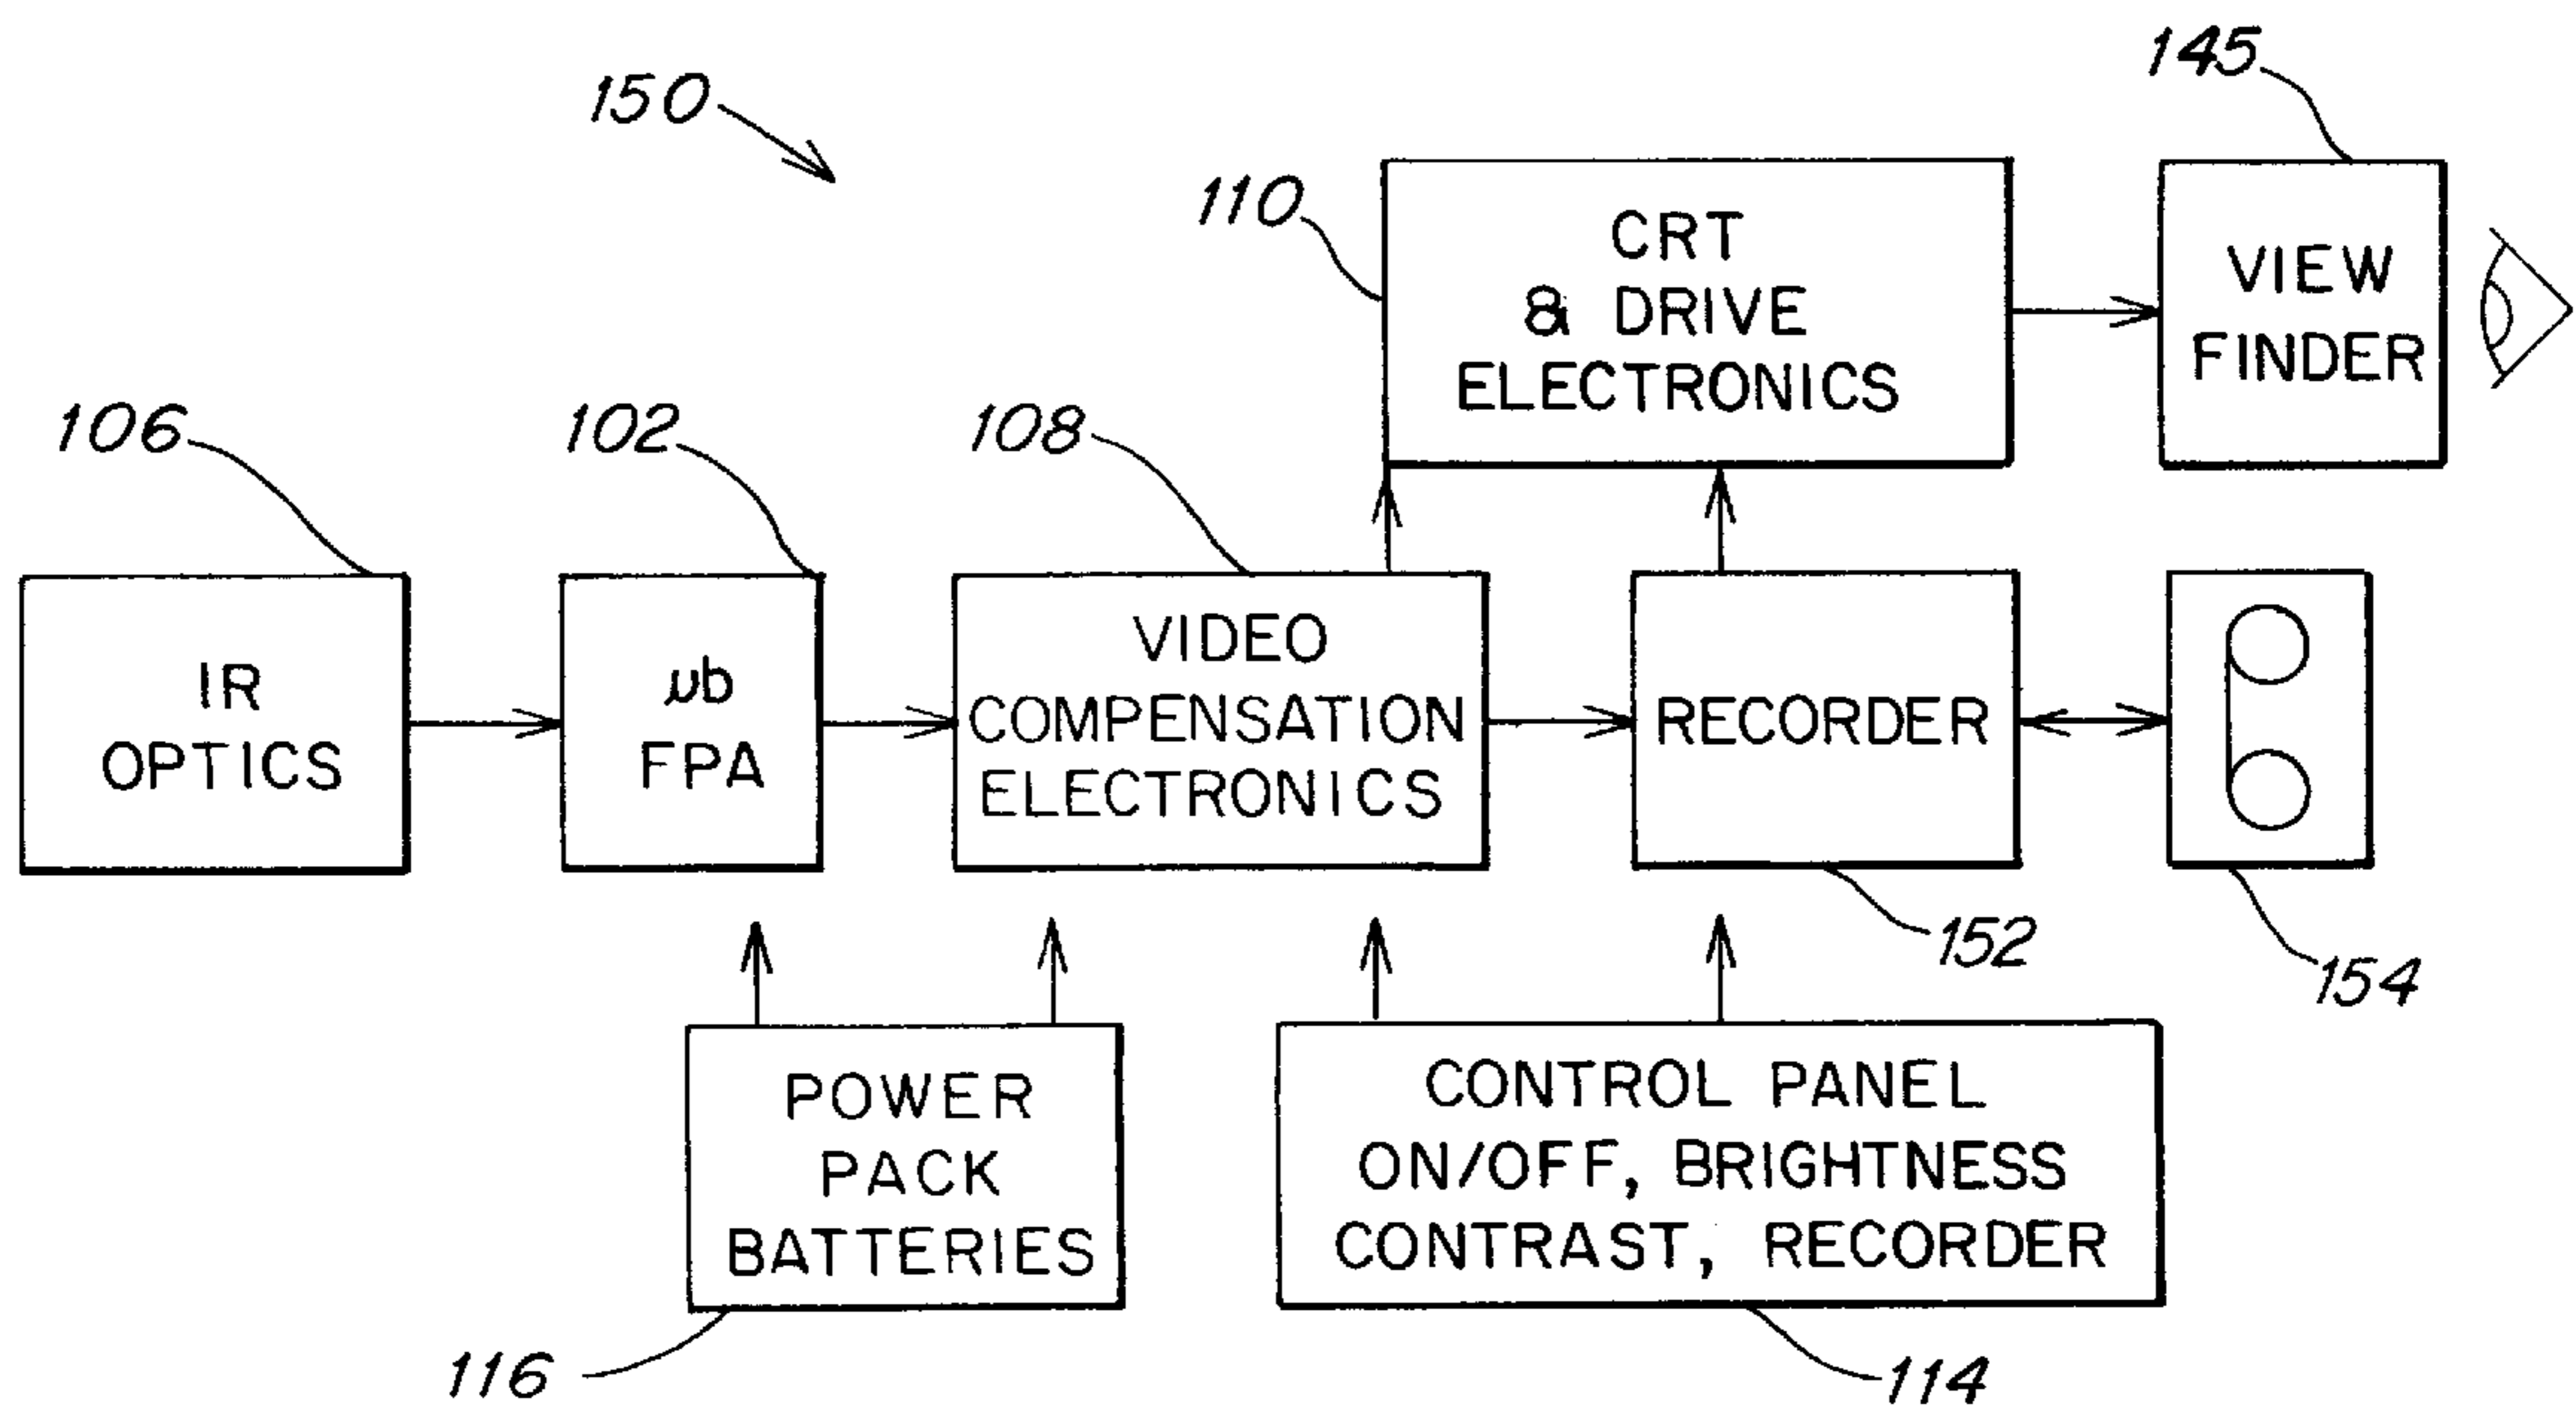 145
150
110
CRT
& DRIVE
ELECTRONICS
VIEW
FINDER
106
102
108
IR
OPTICS
μb
FPA
VIDEO
COMPENSATION
ELECTRONICS
RECORDER
152
154
POWER
PACK
BATTERIES
CONTROL PANEL
ON/OFF, BRIGHTNESS
CONTRAST, RECORDER
116
114